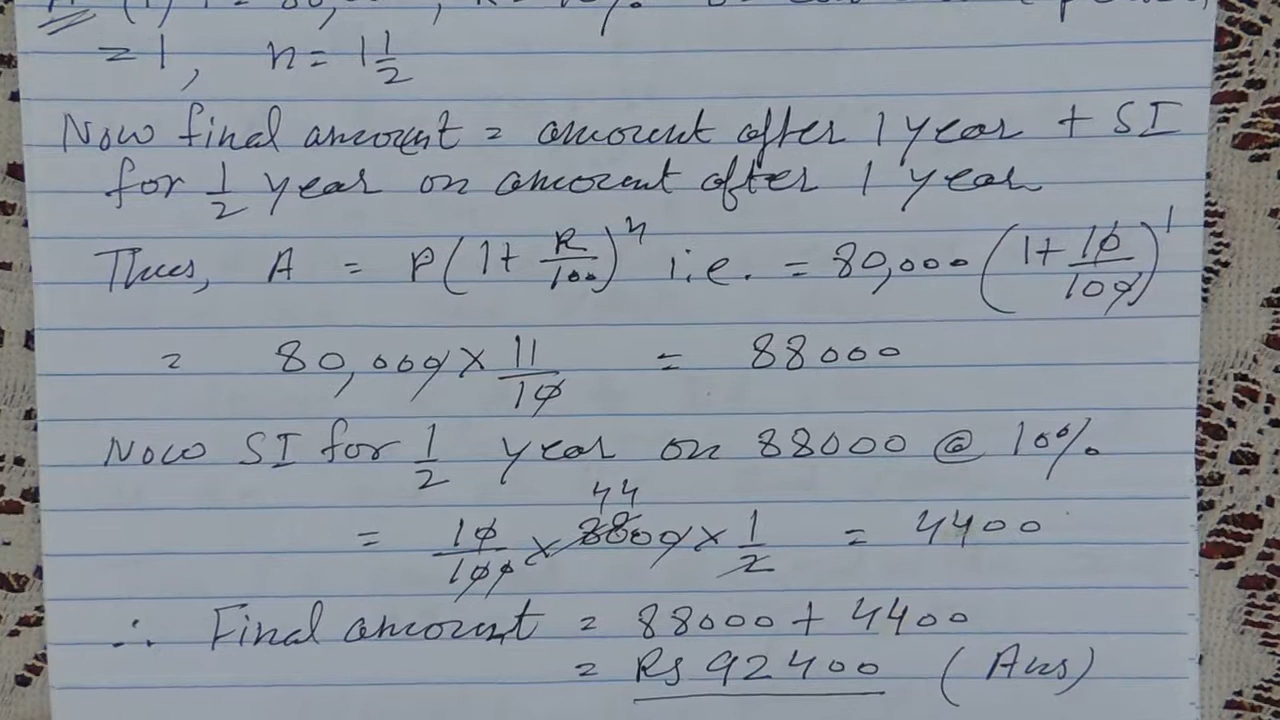 = 1, n = 1 1/2
Now final amount = amount after 1 year + SI
for 1/2 year on amount after 1 year
Thus, A = P(1 + R/100)^n i.e. = 80,000 (1 + 10/100)^1
= 80,000 × 11/10 = 88000
Now SI for 1/2 year on 88000 @ 10%
44
= 10/100 × 8800 × 1/2 = 4400
∴ Final amount = 88000 + 4400
= Rs 92400 (Ans)